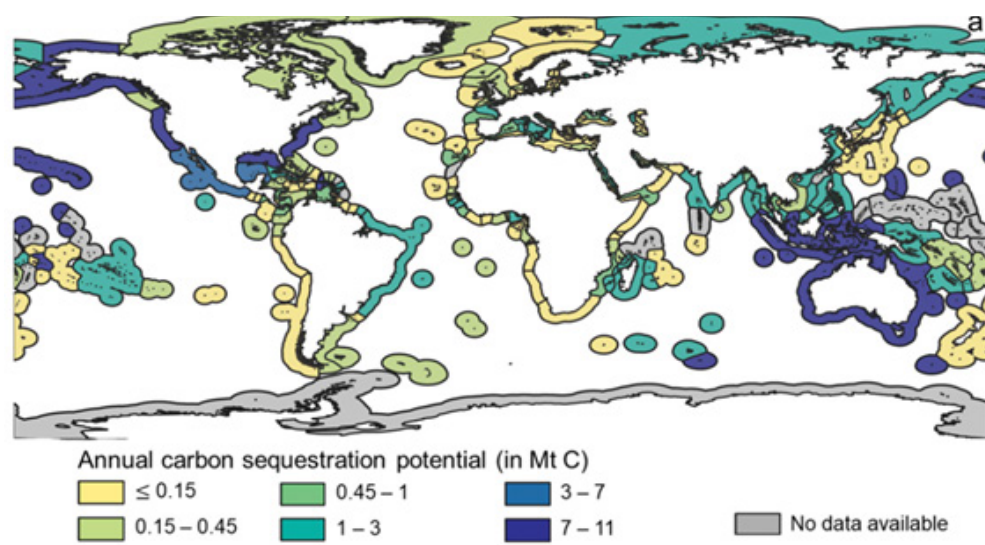 a
Annual carbon sequestration potential (in Mt C)
≤ 0.15
0.45 – 1
3 – 7
0.15 – 0.45
1 – 3
7 – 11
No data available